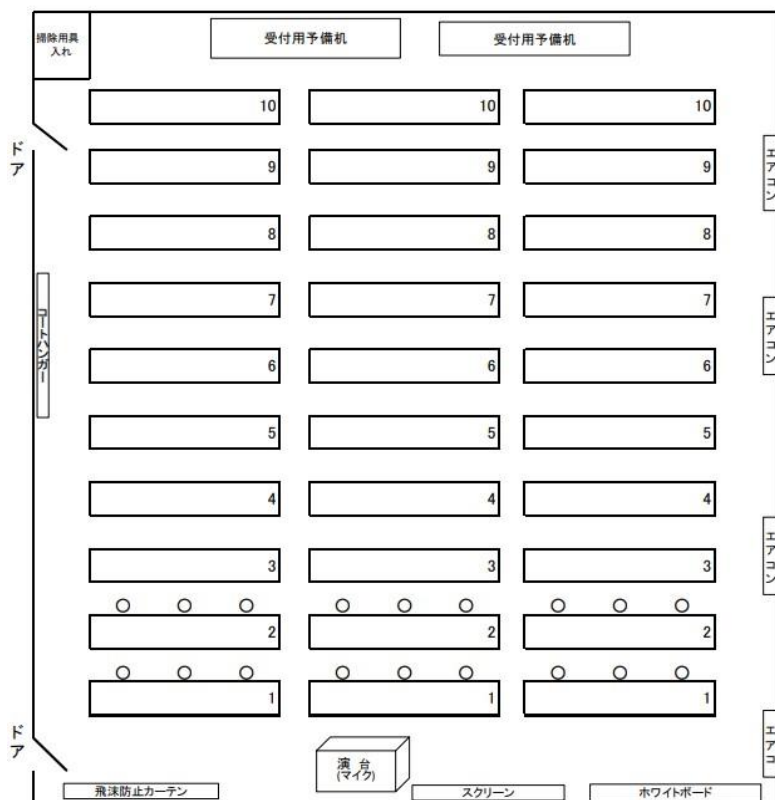 掃除用具
入れ
受付用予備机
受付用予備机
10
10
10
ドア
9
9
9
エアコン
8
8
8
コートハンガー
7
7
7
エアコン
6
6
6
5
5
5
4
4
4
3
3
3
エアコン
2
2
2
1
1
1
ドア
演 台
(マイク)
エアコ
飛沫防止カーテン
スクリーン
ホワイトボード